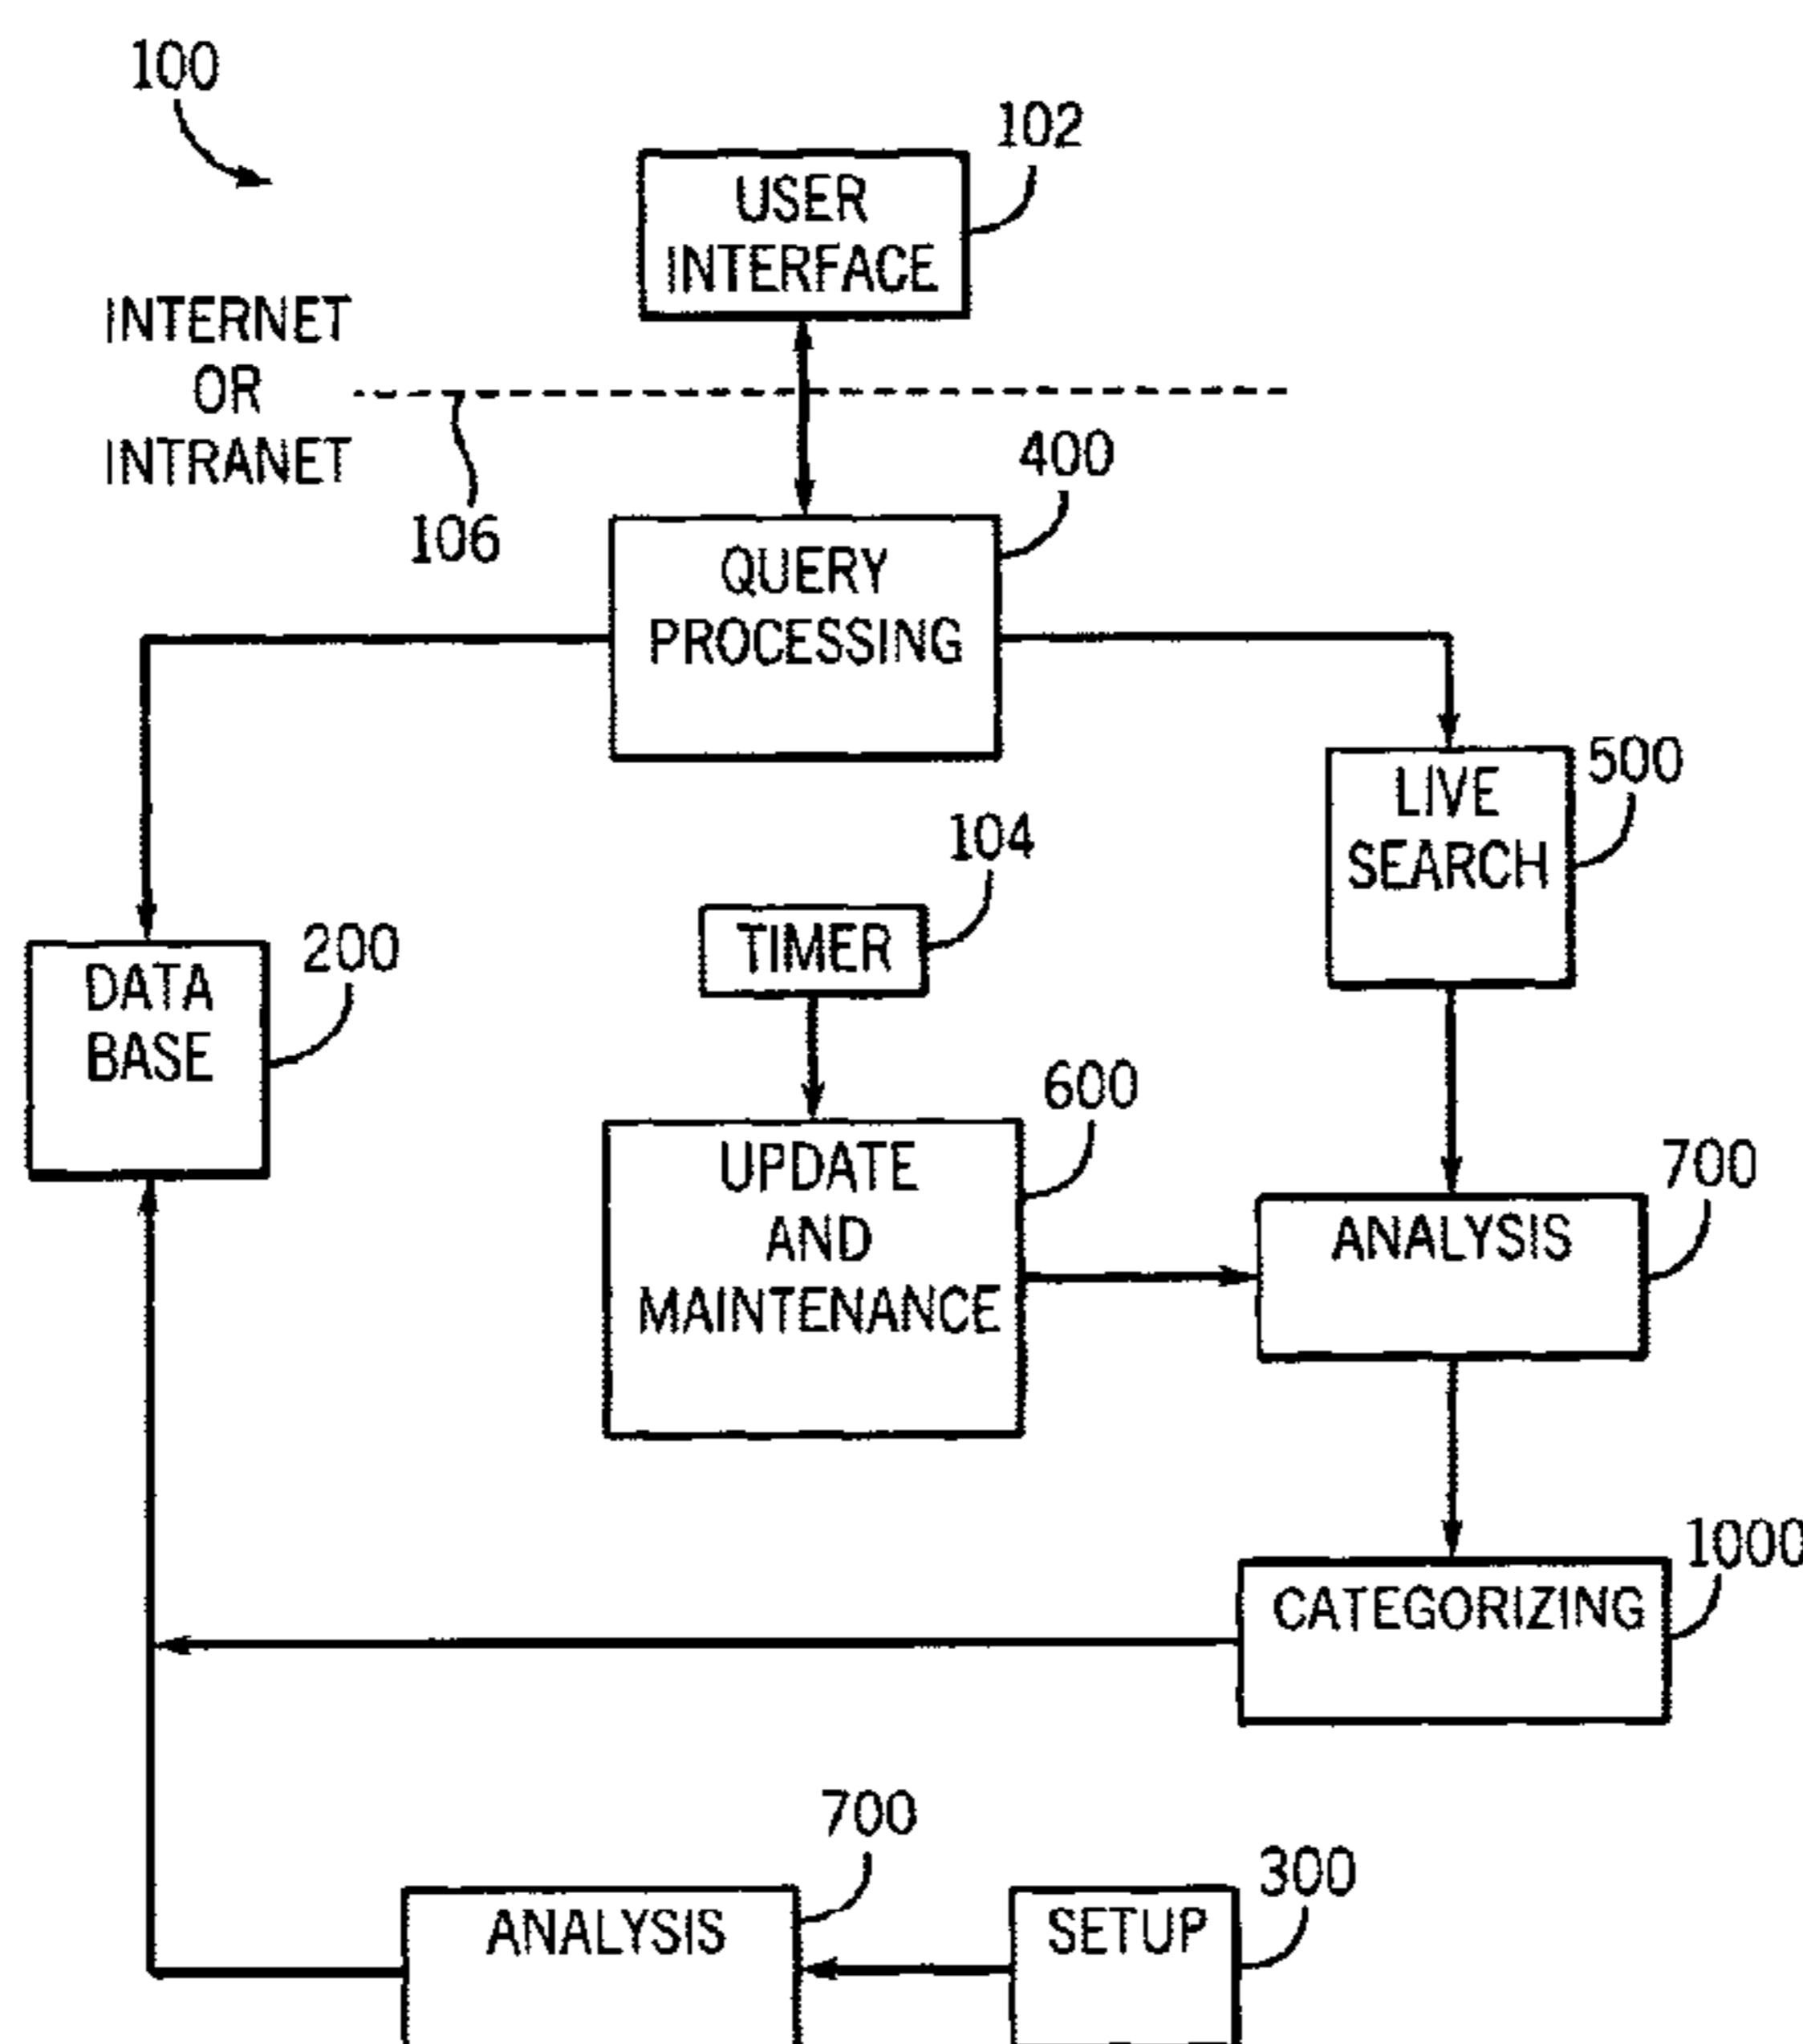 100
102
USER
INTERFACE
INTERNET
OR
INTRANET
106
400
QUERY
PROCESSING
500
LIVE
SEARCH
104
TIMER
200
DATA
BASE
600
UPDATE
AND
MAINTENANCE
700
ANALYSIS
1000
CATEGORIZING
700
ANALYSIS
300
SETUP